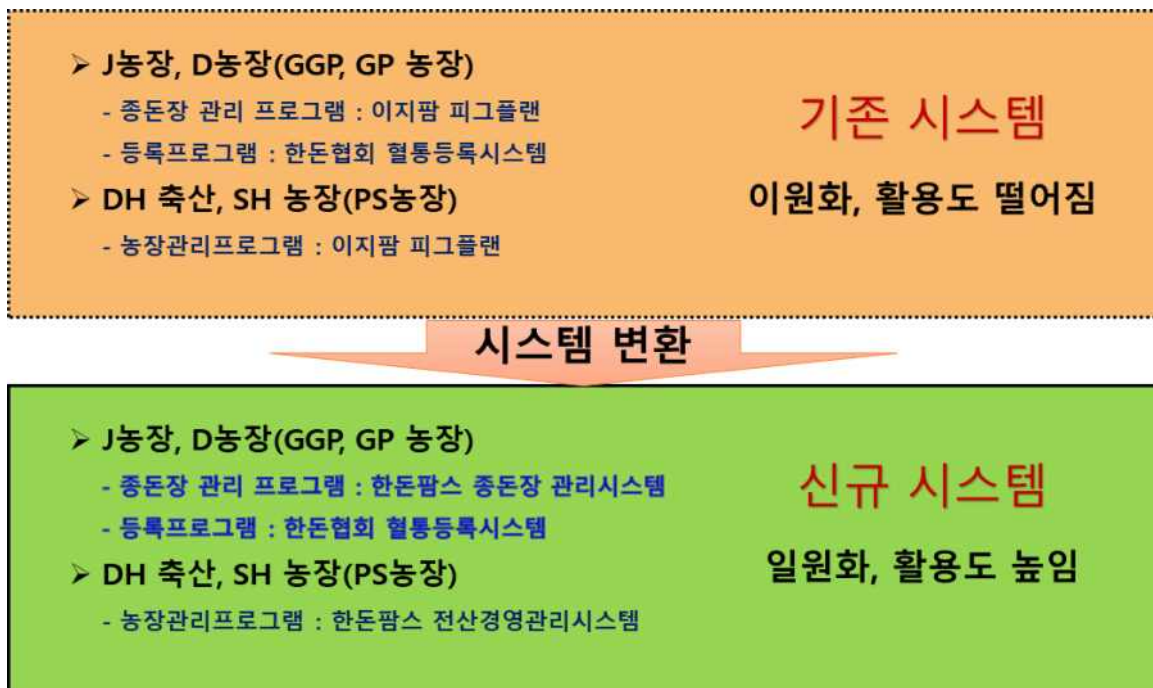 ➢ J농장, D농장(GGP, GP 농장)
- 종돈장 관리 프로그램 : 이지팜 피그플랜
- 등록프로그램 : 한돈협회 혈통등록시스템
➢ DH 축산, SH 농장(PS농장)
- 농장관리프로그램 : 이지팜 피그플랜
기존 시스템
이원화, 활용도 떨어짐
시스템 변환
➢ J농장, D농장(GGP, GP 농장)
- 종돈장 관리 프로그램 : 한돈팜스 종돈장 관리시스템
- 등록프로그램 : 한돈협회 혈통등록시스템
➢ DH 축산, SH 농장(PS농장)
- 농장관리프로그램 : 한돈팜스 전산경영관리시스템
신규 시스템
일원화, 활용도 높임